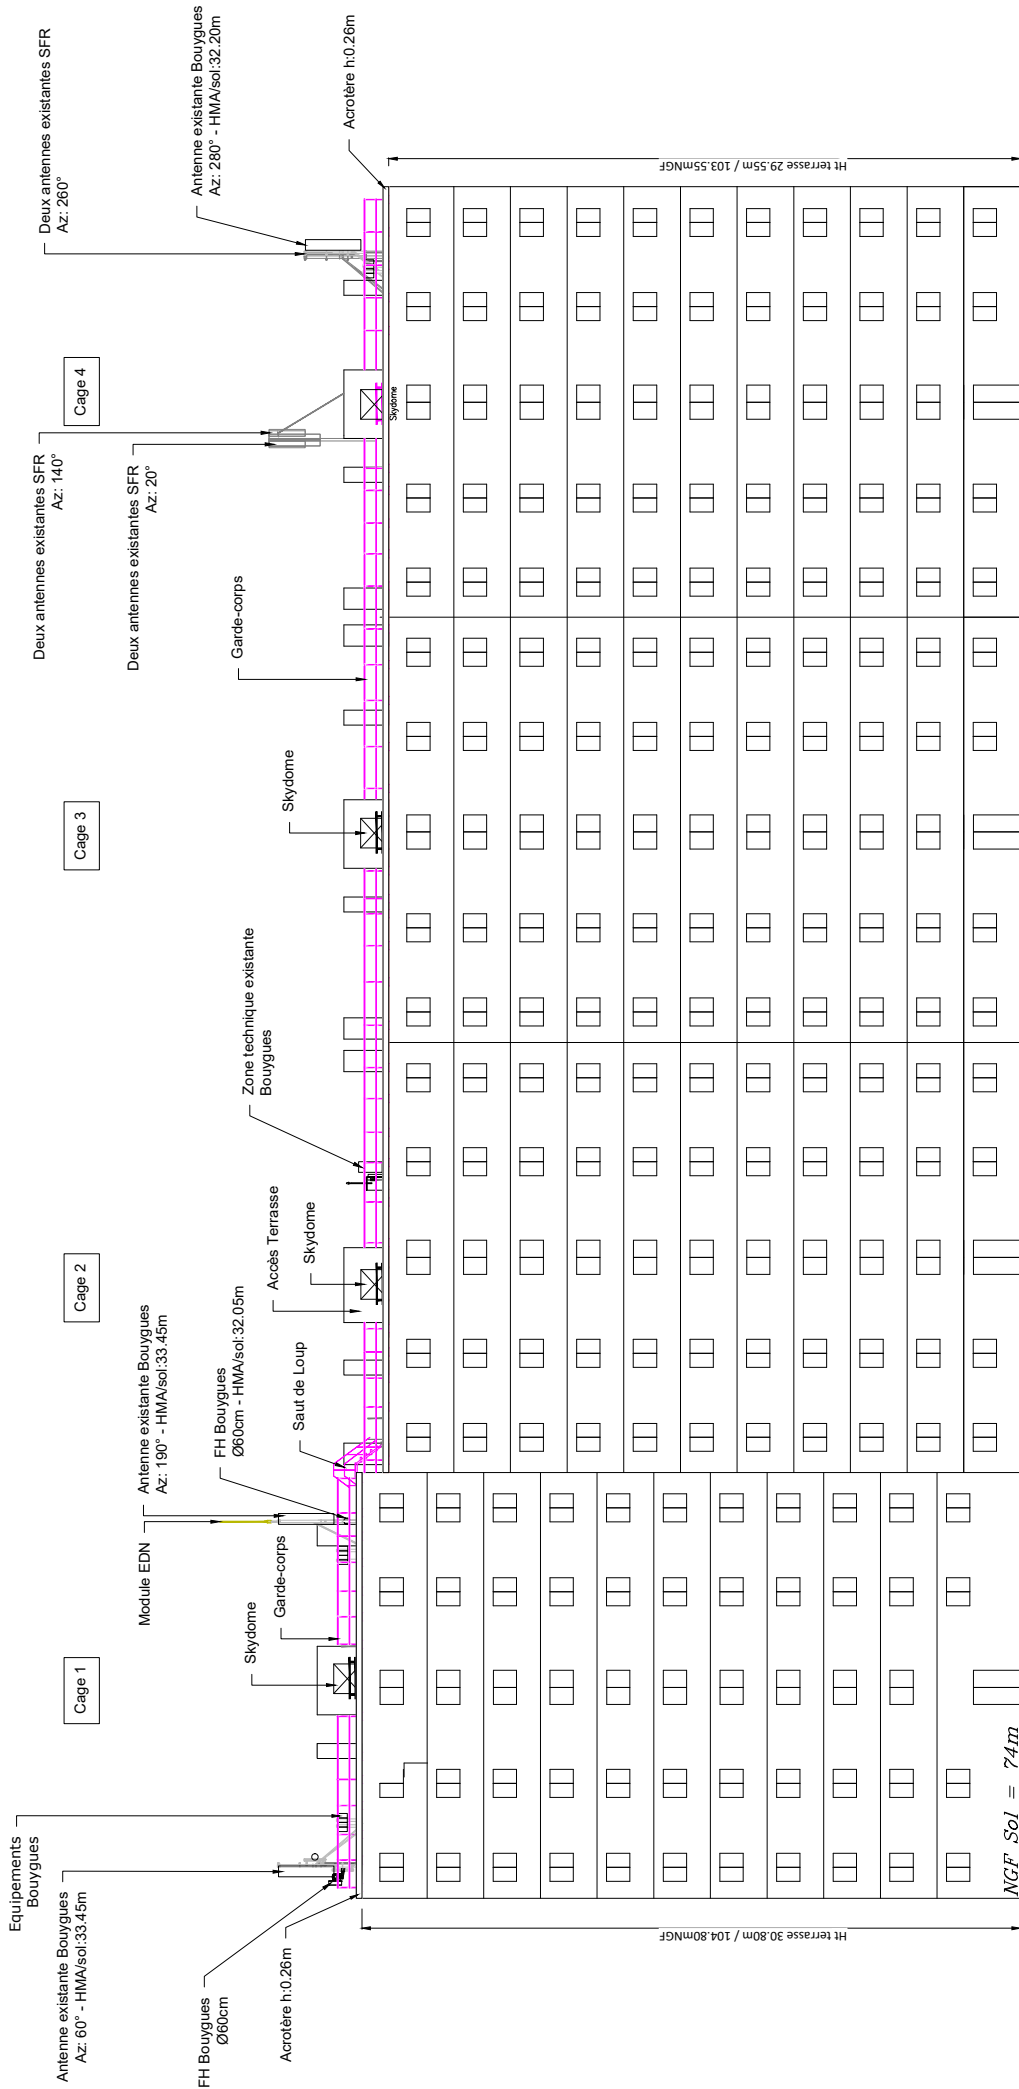 Equipements
Bouygues
Antenne existante Bouygues
Az: 60° - HMA/sol:33.45m
FH Bouygues
Ø60cm
Acrotère h:0.26m
Cage 1
Skydome
Garde-corps
Module EDN
Antenne existante Bouygues
Az: 190° - HMA/sol:33.45m
FH Bouygues
Ø60cm - HMA/sol:32.05m
Saut de Loup
Cage 2
Accès Terrasse
Skydome
Zone technique existante
Bouygues
Cage 3
Skydome
Garde-corps
Deux antennes existantes SFR
Az: 140°
Deux antennes existantes SFR
Az: 20°
Cage 4
Skydome
Deux antennes existantes SFR
Az: 260°
Antenne existante Bouygues
Az: 280° - HMA/sol:32.20m
Acrotère h:0.26m
Ht terrasse 30.80m / 104.80mNGF
Ht terrasse 29.55m / 103.55mNGF
NGF Sol = 74m